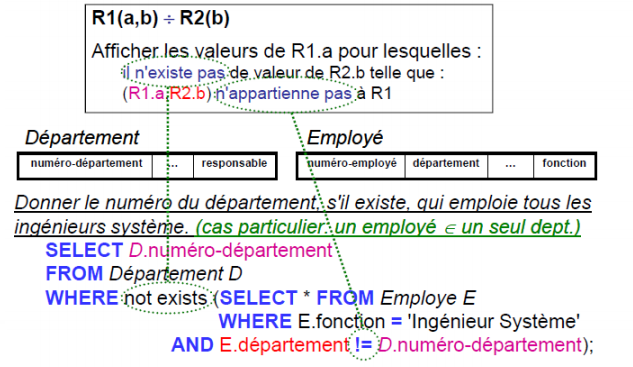 R1(a,b) ÷ R2(b)
Afficher les valeurs de R1.a pour lesquelles :
il n'existe pas de valeur de R2.b telle que :
(R1.a,R2.b) n'appartienne pas à R1
Département
Employé
numéro-département ... responsable
numéro-employé département ... fonction
Donner le numéro du département, s'il existe, qui emploie tous les
ingénieurs système. (cas particulier: un employé ∈ un seul dept.)
SELECT D.numéro-département
FROM Département D
WHERE not exists (SELECT * FROM Employe E
WHERE E.fonction = 'Ingénieur Système'
AND E.département != D.numéro-département);